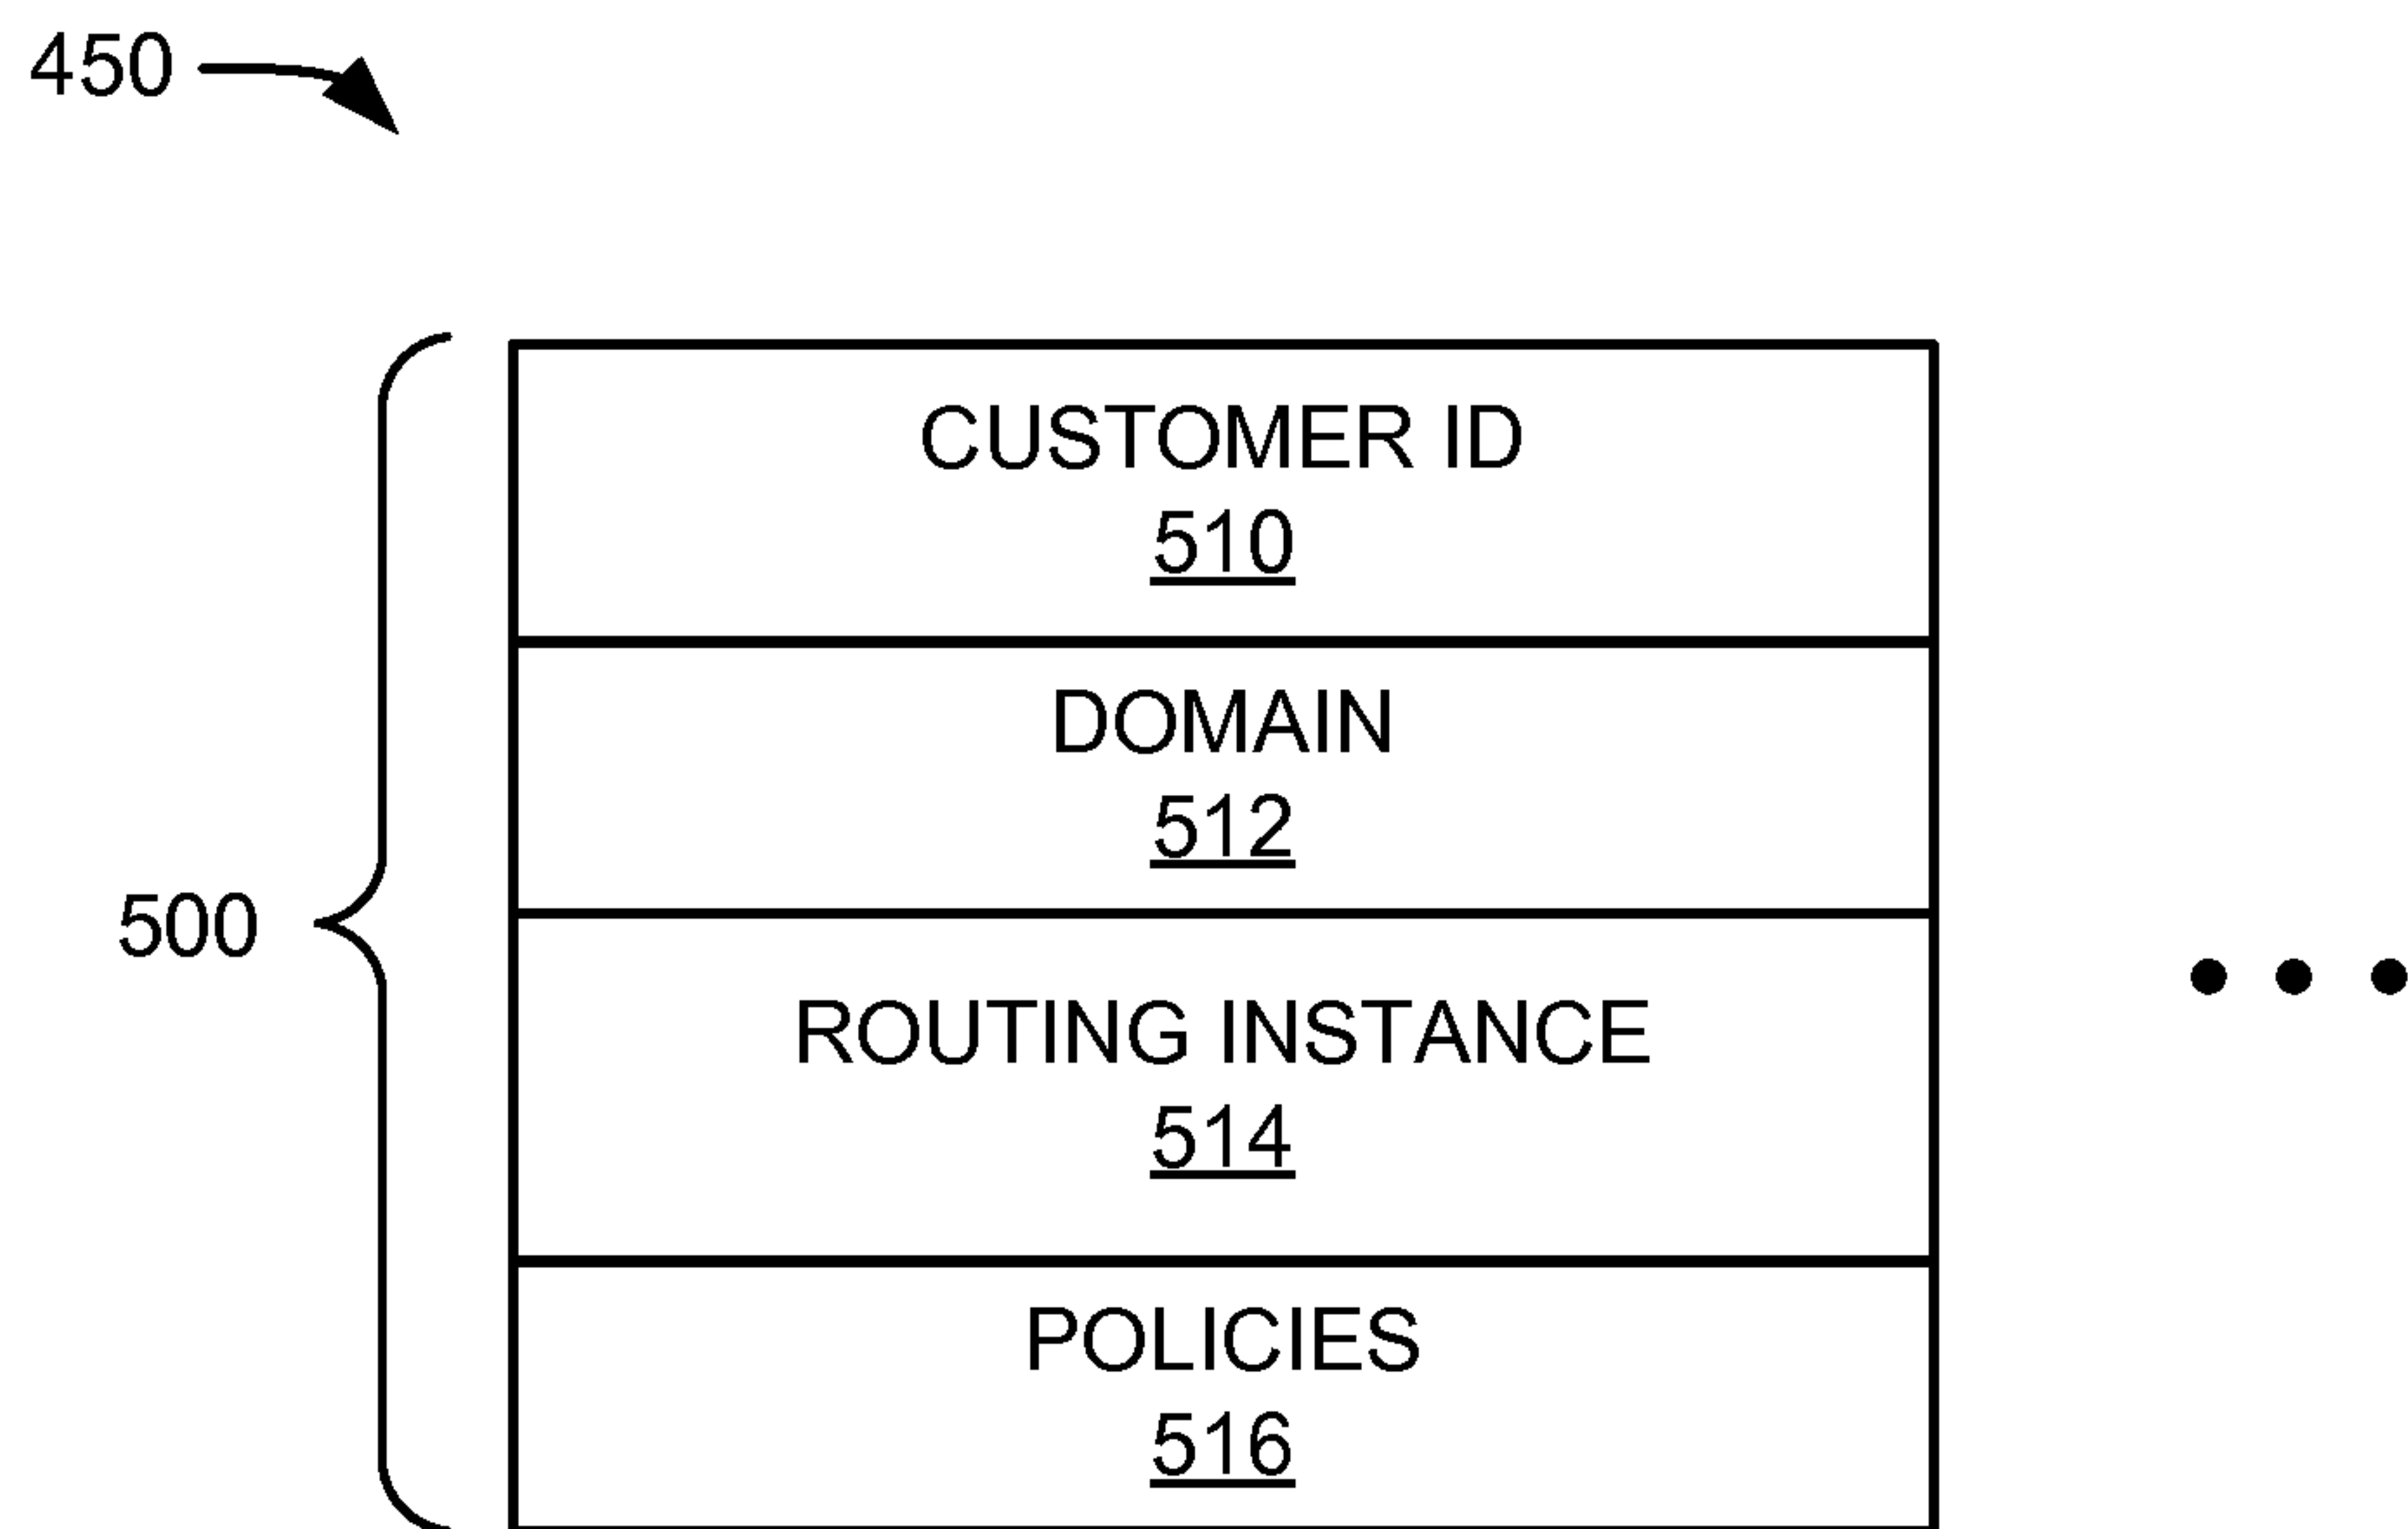 450
CUSTOMER ID
510
DOMAIN
512
500
ROUTING INSTANCE
514
POLICIES
516